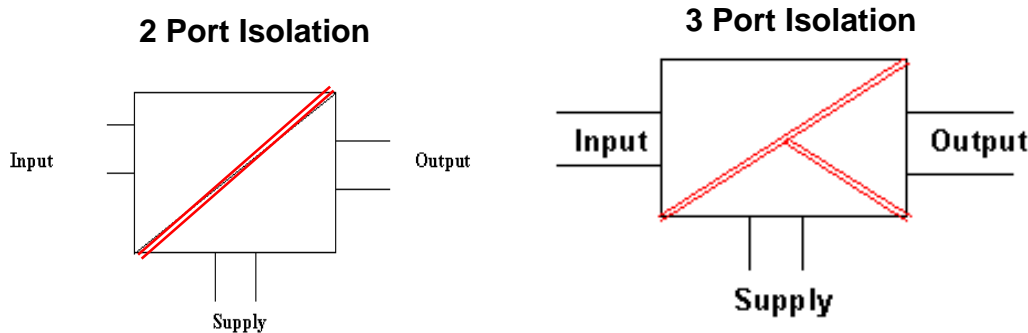 2 Port Isolation
Input
Output
Supply
3 Port Isolation
Input
Output
Supply